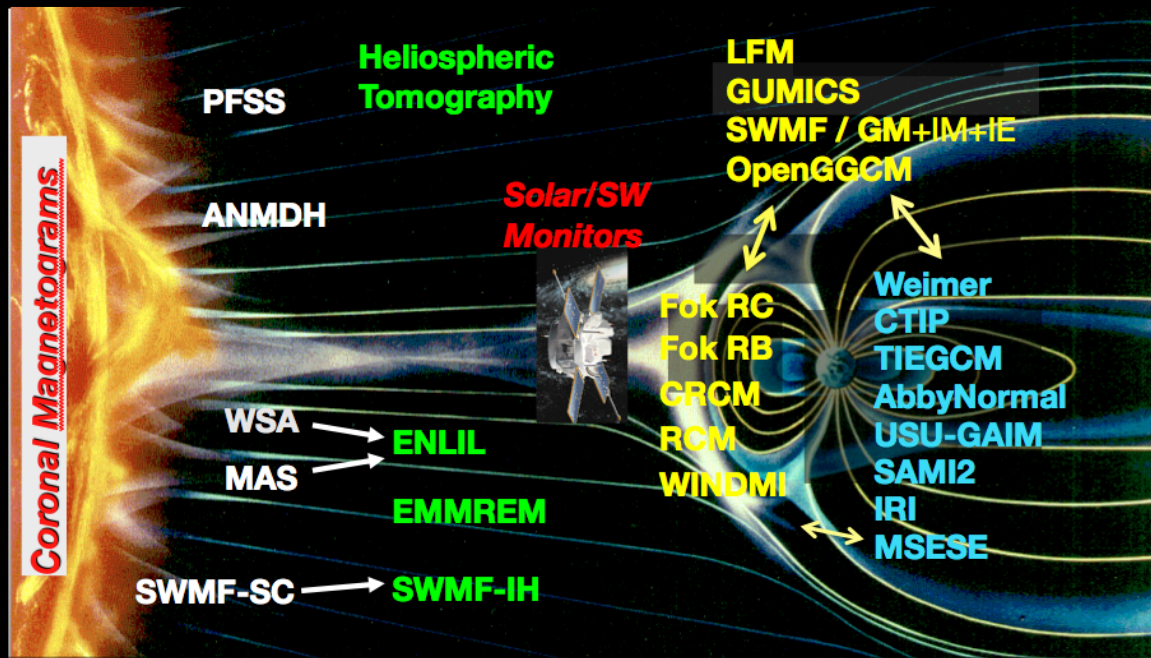 Coronal Magnetograms
PFSS
ANMDH
WSA
MAS
SWMF-SC
Heliospheric
Tomography
ENLIL
EMMREM
SWMF-IH
Solar/SW
Monitors
LFM
GUMICS
SWMF / GM+IM+IE
OpenGGCM
Fok RC
Fok RB
CRCM
RCM
WINDMI
Weimer
CTIP
TIEGCM
AbbyNormal
USU-GAIM
SAMI2
IRI
MSESE